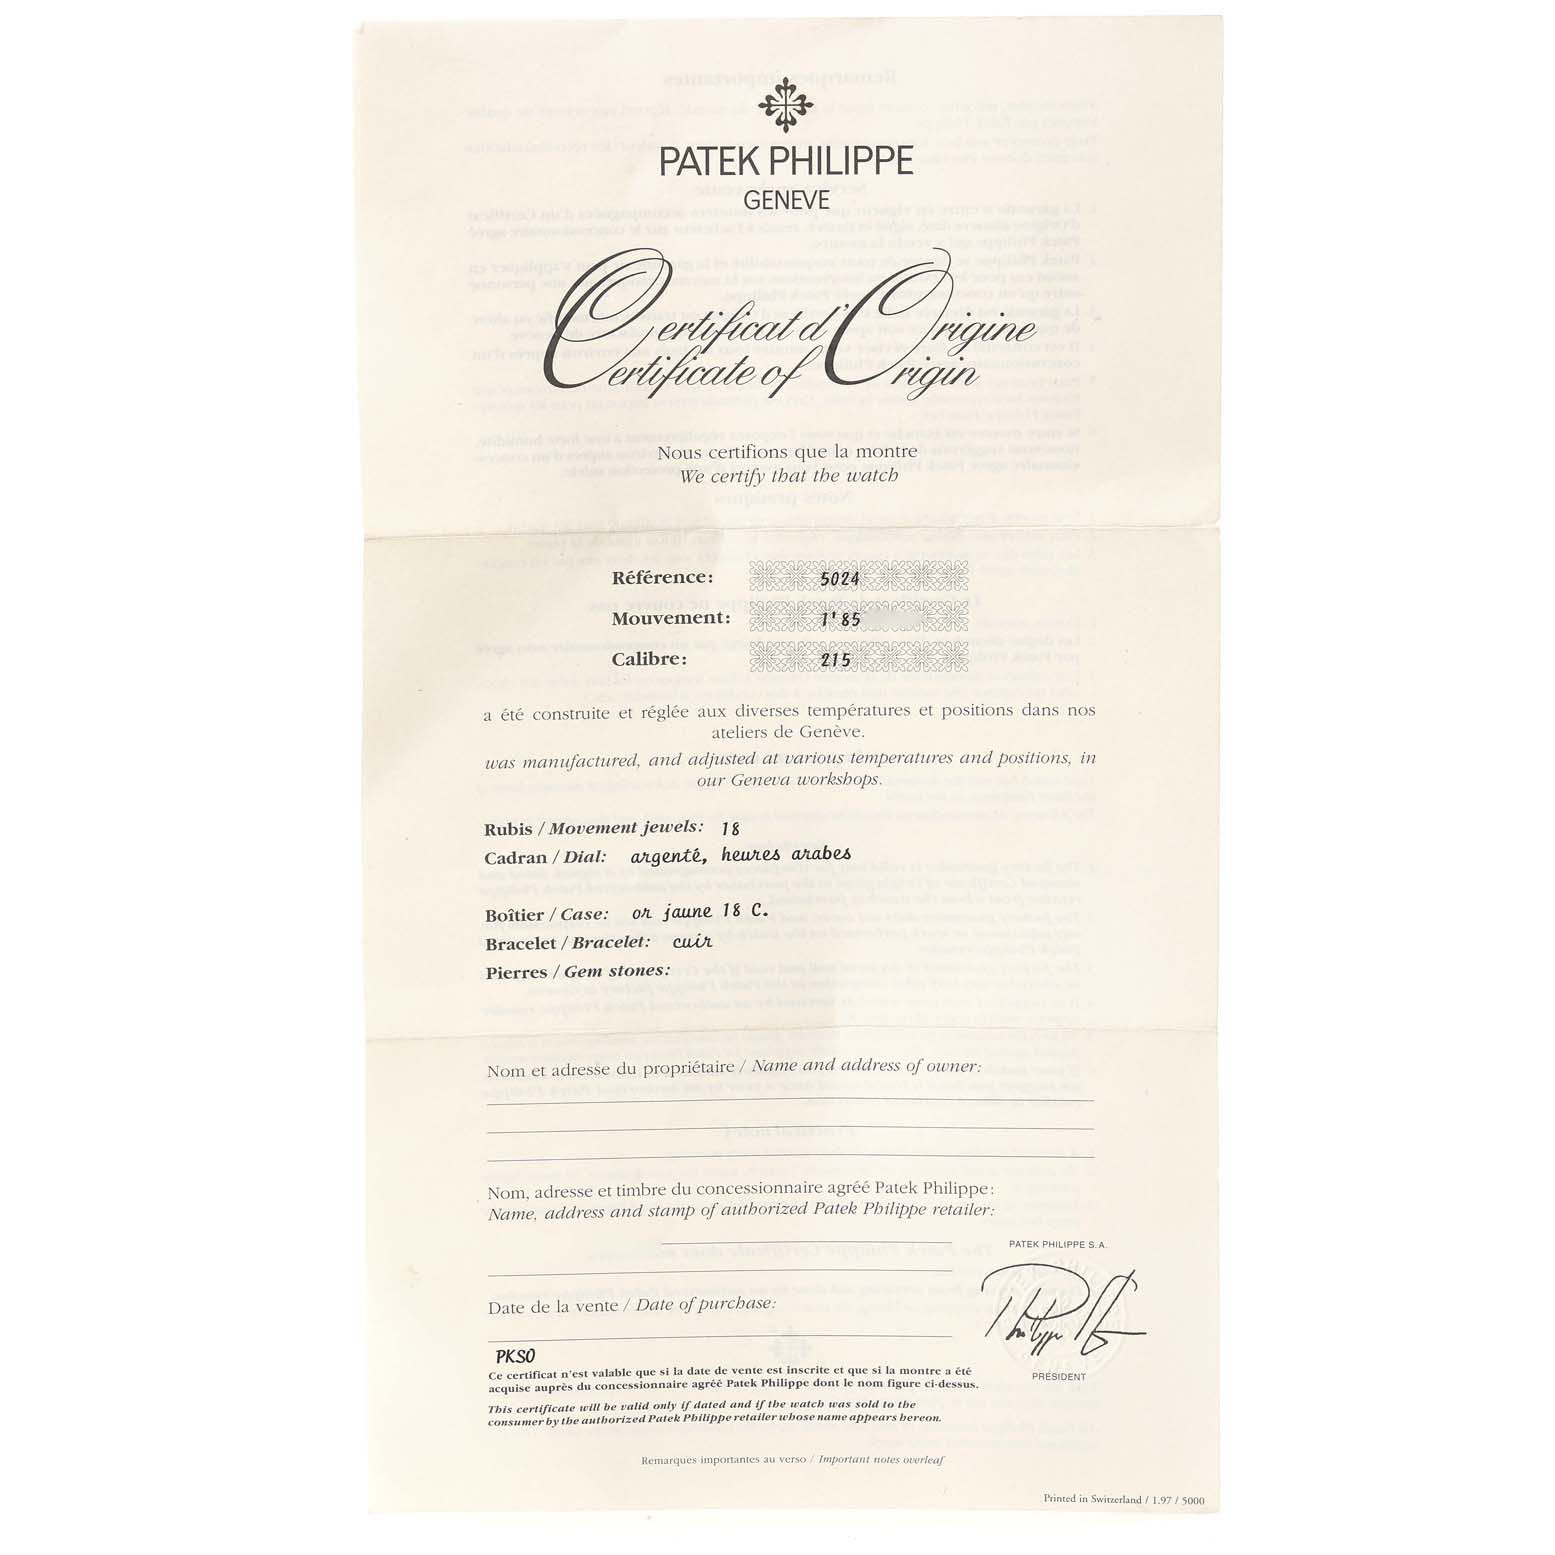 PATEK PHILIPPE
GENEVE
Certificat d'Origine
Certificate of Origin
Nous certifions que la montre
We certify that the watch
Référence: 5024
Mouvement: 1'85
Calibre: 215
a été construite et réglée aux diverses températures et positions dans nos
ateliers de Genève.
was manufactured, and adjusted at various temperatures and positions, in
our Geneva workshops.
Rubis / Movement jewels: 18
Cadran / Dial: argenté, heures arabes
Boîtier / Case: or jaune 18 C.
Bracelet / Bracelet: cuir
Pierres / Gem stones:
Nom et adresse du propriétaire / Name and address of owner:
Nom, adresse et timbre du concessionnaire agréé Patek Philippe:
Name, address and stamp of authorized Patek Philippe retailer:
PATEK PHILIPPE S.A.
Date de la vente / Date of purchase:
PKSO
PRÉSIDENT
Ce certificat n'est valable que si la date de vente est inscrite et que si la montre a été
acquise auprès du concessionnaire agréé Patek Philippe dont le nom figure ci-dessus.
This certificate will be valid only if dated and if the watch was sold to the
consumer by the authorized Patek Philippe retailer whose name appears hereon.
Remarques importantes au verso / Important notes overleaf
Printed in Switzerland / 1.97 / 5000